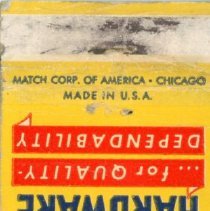 MATCH CORP. OF AMERICA • CHICAGO
MADE IN U.S.A.
HARDWARE
... for QUALITY-
DEPENDABILITY